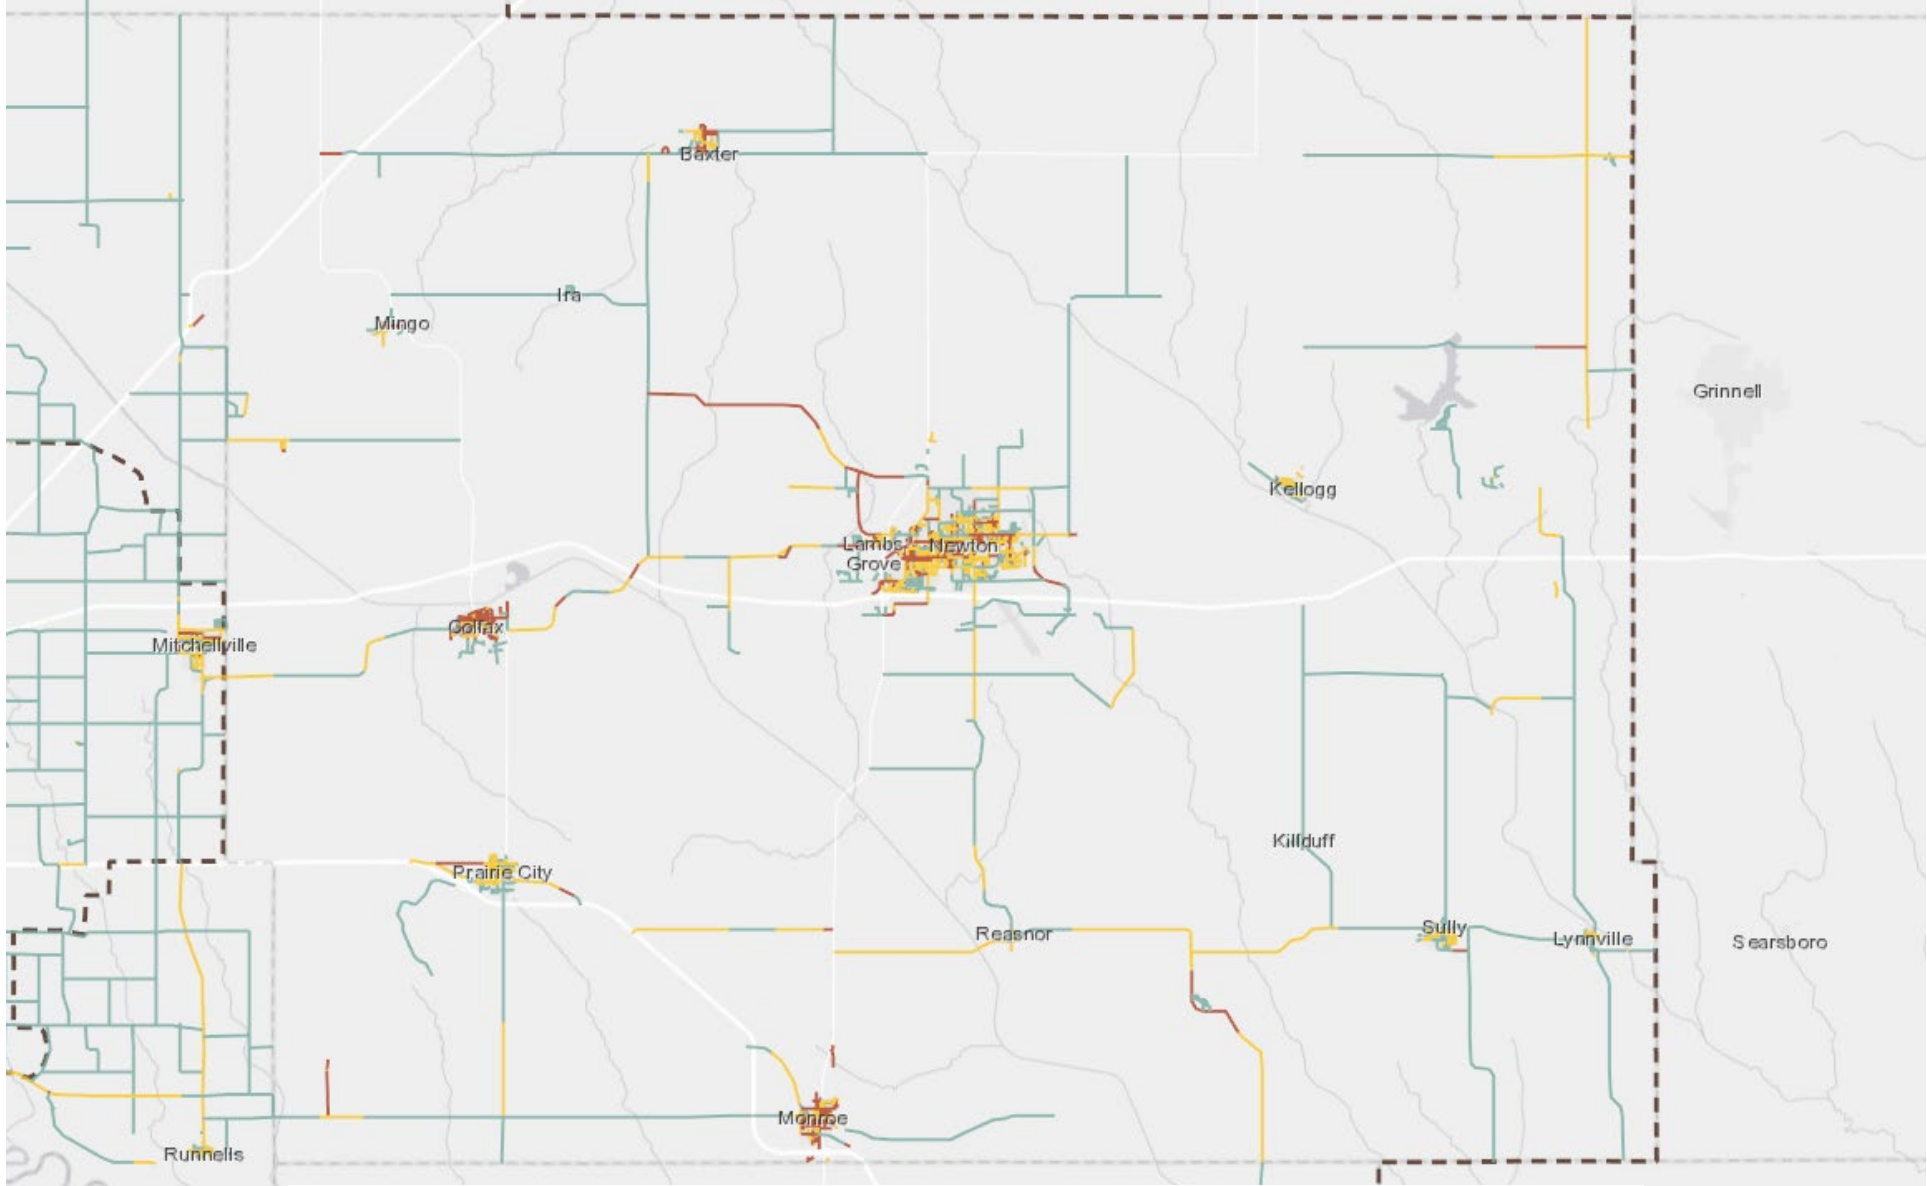 Baxter
Ira
Mingo
Grinnell
Kellogg
Lambs
Grove
Newton
Colfax
Mitchellville
Killduff
Prairie City
Reasnor
Sully
Lynnville
Searsboro
Monroe
Runnells